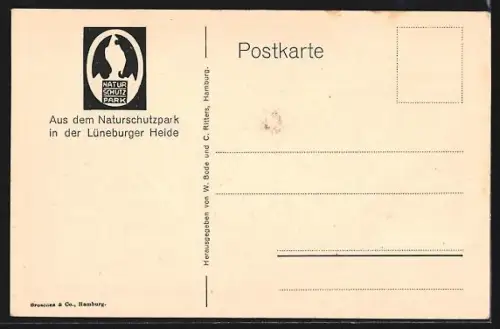 NATUR
SCHUTZ
PARK
Aus dem Naturschutzpark
in der Lüneburger Heide
Postkarte
Herausgegeben von W. Bode und C. Ritters, Hamburg.
& Co., Hamburg.